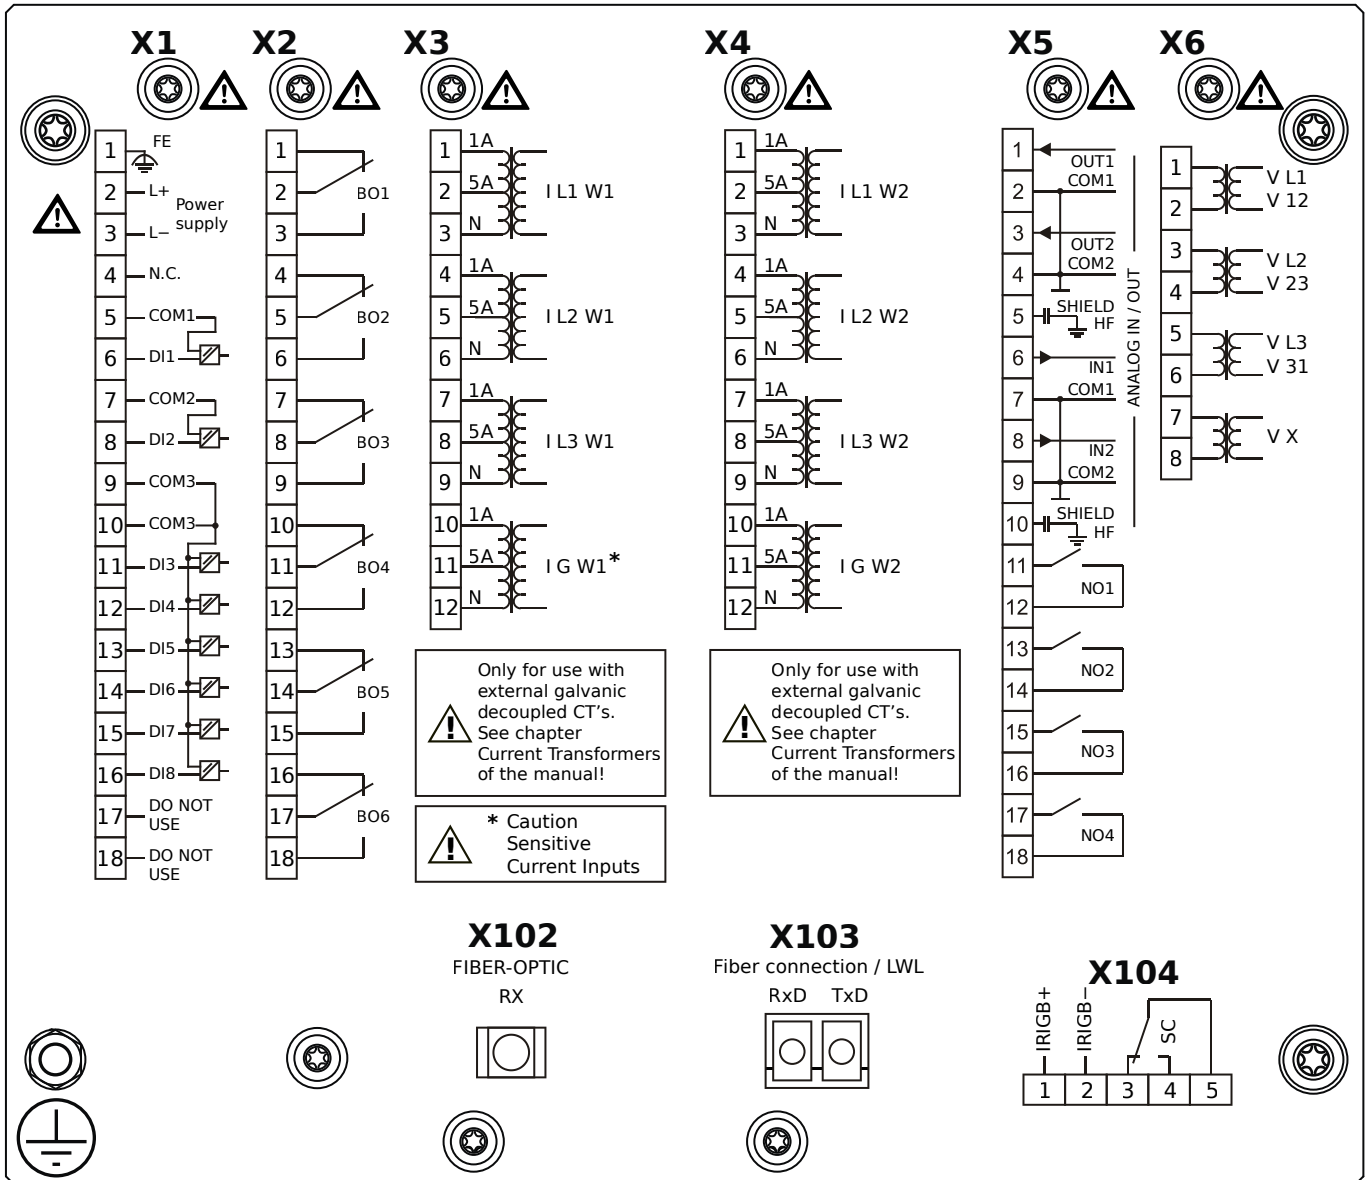 X1
X2
X3
X4
X5
X6
1 FE
2 L+ Power
3 L− supply
4 N.C.
5 COM1
6 DI1
7 COM2
8 DI2
9 COM3
10 COM3
11 DI3
12 DI4
13 DI5
14 DI6
15 DI7
16 DI8
17 DO NOT
USE
18 DO NOT
USE
1
2 BO1
3
4
5 BO2
6
7
8 BO3
9
10
11 BO4
12
13
14 BO5
15
16
17 BO6
18
1 1A
2 5A I L1 W1
3 N
4 1A
5 5A I L2 W1
6 N
7 1A
8 5A I L3 W1
9 N
10 1A
11 5A I G W1*
12 N
Only for use with
external galvanic
decoupled CT's.
See chapter
Current Transformers
of the manual!
* Caution
Sensitive
Current Inputs
1 1A
2 5A I L1 W2
3 N
4 1A
5 5A I L2 W2
6 N
7 1A
8 5A I L3 W2
9 N
10 1A
11 5A I G W2
12 N
Only for use with
external galvanic
decoupled CT's.
See chapter
Current Transformers
of the manual!
1 OUT1
2 COM1
3 OUT2
4 COM2
5 SHIELD
HF
6 IN1
7 COM1
8 IN2
9 COM2
10 SHIELD
HF
ANALOG IN / OUT
11
NO1
12
13
NO2
14
15
NO3
16
17
NO4
18
1 V L1
2 V 12
3 V L2
4 V 23
5 V L3
6 V 31
7 V X
8
X102
FIBER-OPTIC
RX
X103
Fiber connection / LWL
RxD TxD
X104
IRIGB+
IRIGB−
SC
1 2 3 4 5